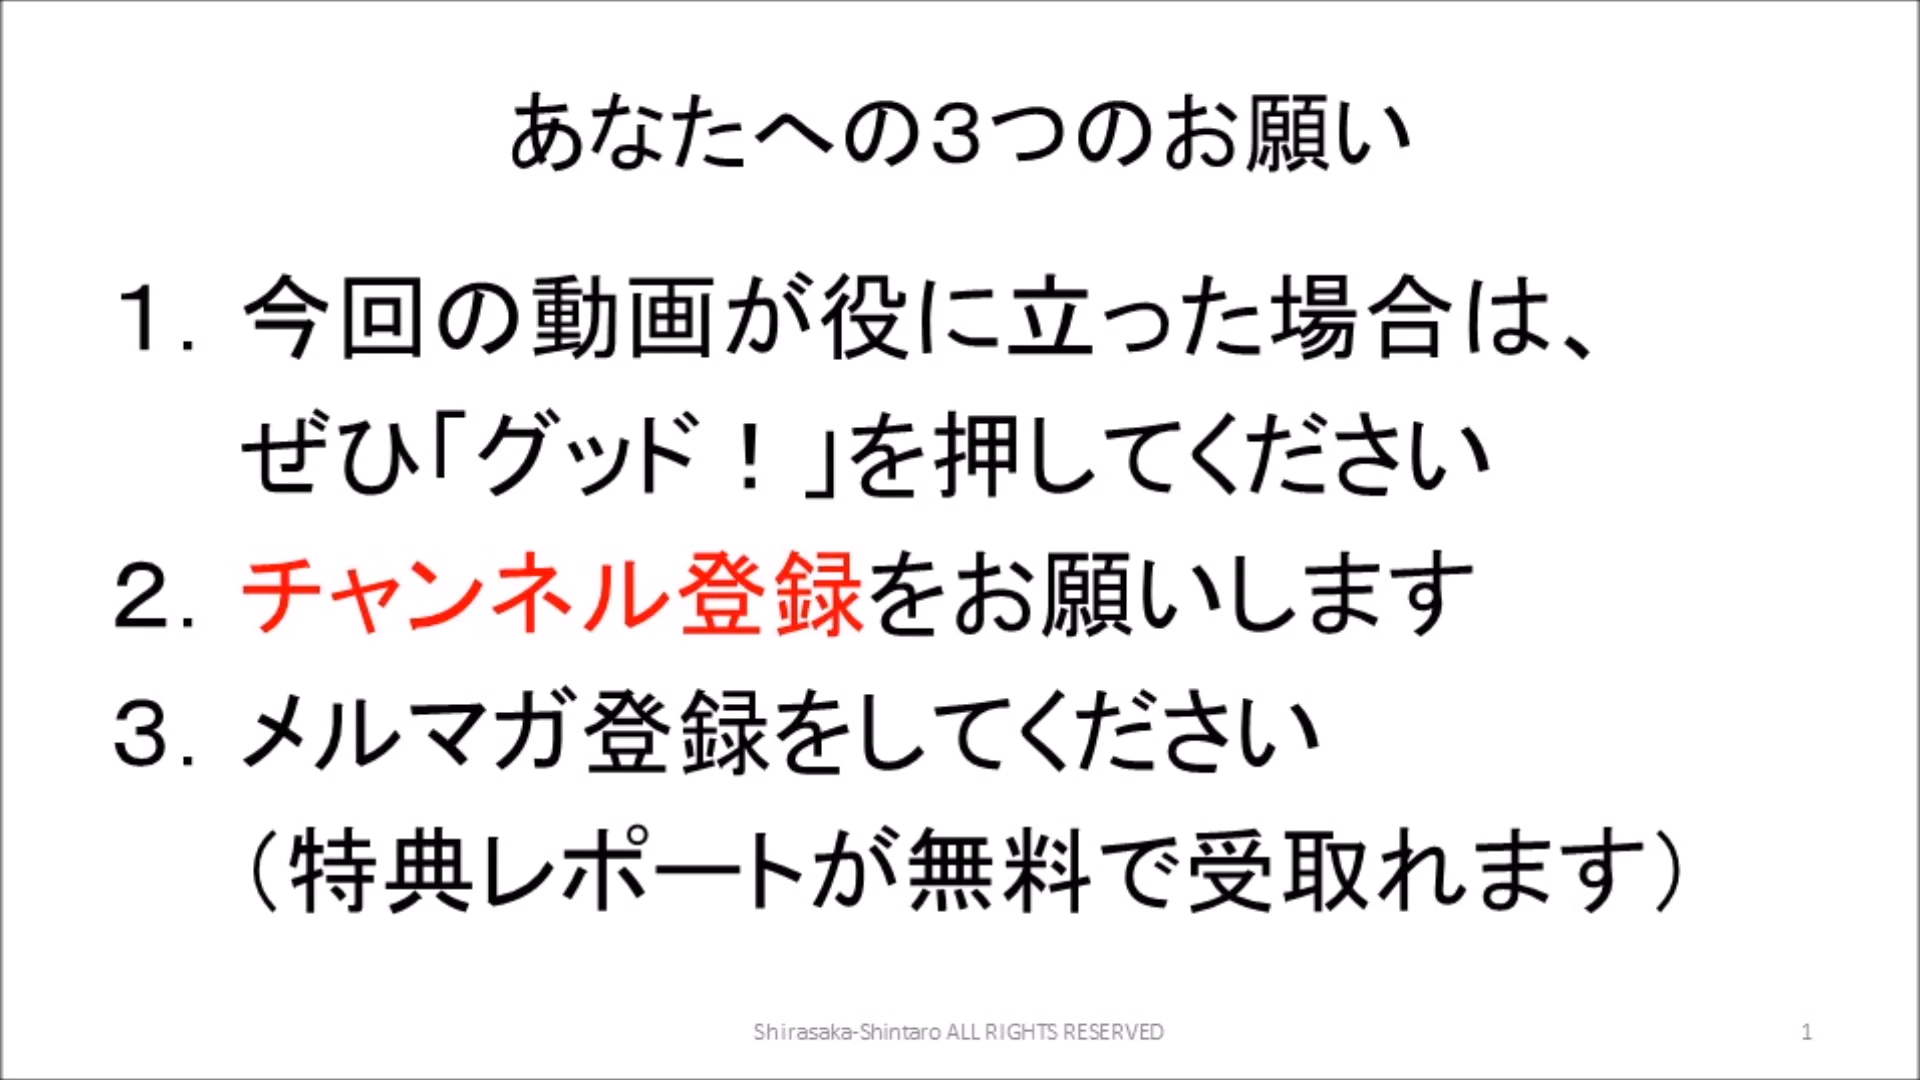 あなたへの３つのお願い
１．今回の動画が役に立った場合は、
ぜひ「グッド！」を押してください
２．チャンネル登録をお願いします
３．メルマガ登録をしてください
（特典レポートが無料で受取れます）
Shirasaka-Shintaro ALL RIGHTS RESERVED
1